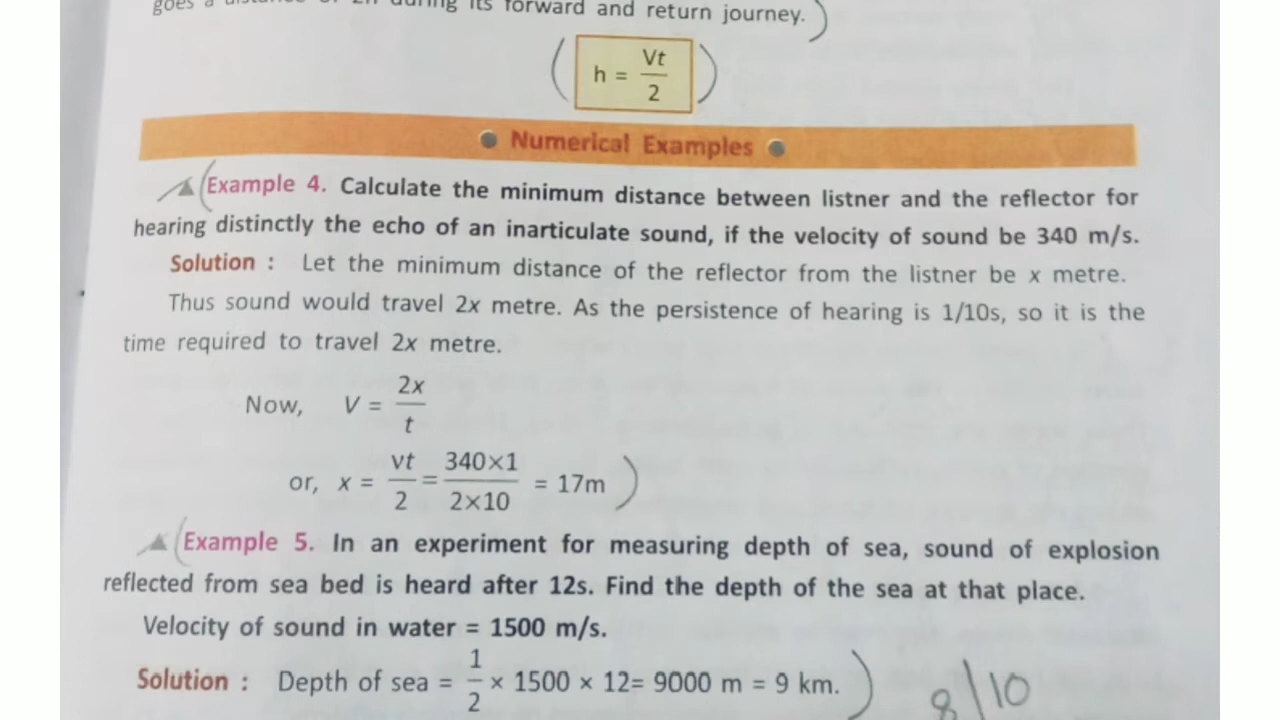 goes a distance of 2h during its forward and return journey.
h = Vt/2
Numerical Examples
Example 4. Calculate the minimum distance between listner and the reflector for
hearing distinctly the echo of an inarticulate sound, if the velocity of sound be 340 m/s.
Solution : Let the minimum distance of the reflector from the listner be x metre.
Thus sound would travel 2x metre. As the persistence of hearing is 1/10s, so it is the
time required to travel 2x metre.
Now, V = 2x/t
or, x = vt/2 = 340×1/2×10 = 17m
Example 5. In an experiment for measuring depth of sea, sound of explosion
reflected from sea bed is heard after 12s. Find the depth of the sea at that place.
Velocity of sound in water = 1500 m/s.
Solution : Depth of sea = 1/2 × 1500 × 12= 9000 m = 9 km.
8/10